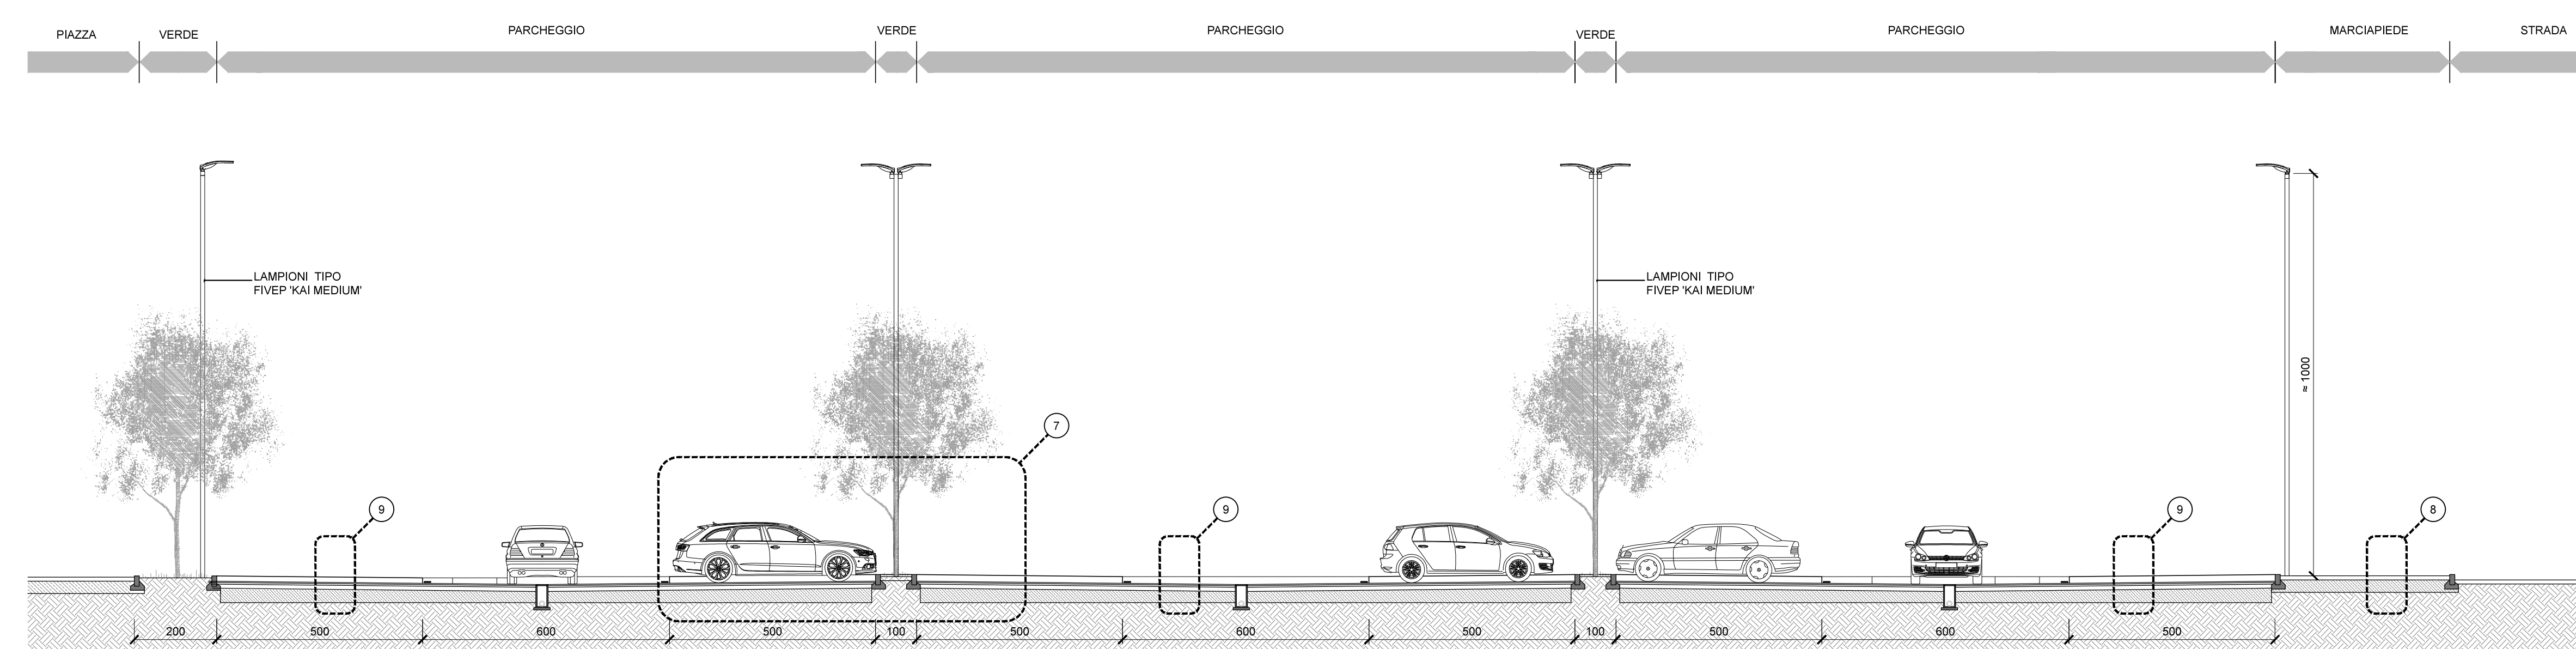 PIAZZA
VERDE
PARCHEGGIO
VERDE
PARCHEGGIO
VERDE
PARCHEGGIO
MARCIAPIEDE
STRADA
LAMPIONI TIPO
FIVEP 'KAI MEDIUM'
LAMPIONI TIPO
FIVEP 'KAI MEDIUM'
≈ 1000
7
9
9
9
8
200
500
600
500
100
500
600
500
100
500
600
500